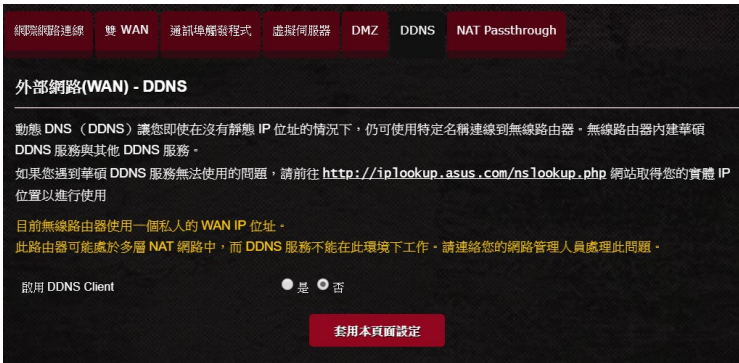 網際網路連線 雙 WAN 通訊埠觸發程式 虛擬伺服器 DMZ DDNS NAT Passthrough
外部網路(WAN) - DDNS
動態 DNS （DDNS）讓您即使在沒有靜態 IP 位址的情況下，仍可使用特定名稱連線到無線路由器。無線路由器內建華碩
DDNS 服務與其他 DDNS 服務。
如果您遇到華碩 DDNS 服務無法使用的問題，請前往 http://iplookup.asus.com/nslookup.php 網站取得您的實體 IP
位置以進行使用
目前無線路由器使用一個私人的 WAN IP 位址。
此路由器可能處於多層 NAT 網路中，而 DDNS 服務不能在此環境下工作。請連絡您的網路管理人員處理此問題。
啟用 DDNS Client 是 否
套用本頁面設定